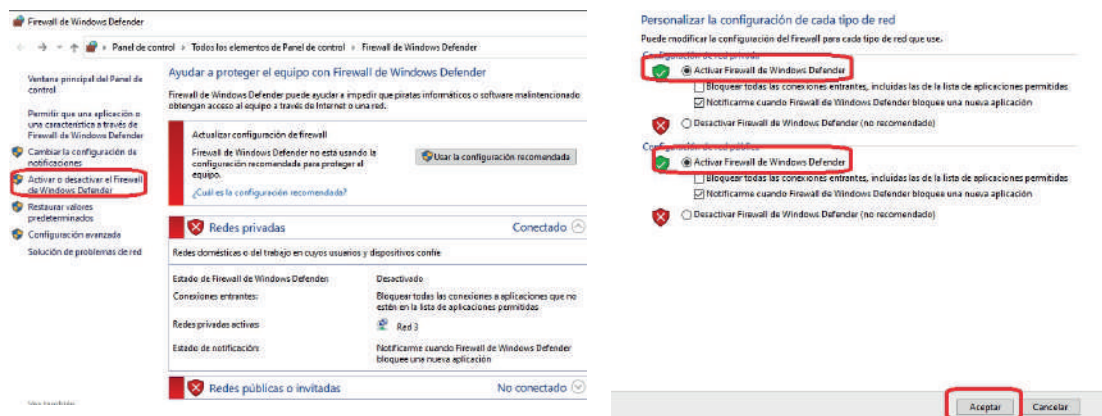 Firewall de Windows Defender
Panel de control › Todos los elementos de Panel de control › Firewall de Windows Defender
Ventana principal del Panel de
control
Permitir que una aplicación o
una característica a través de
Firewall de Windows Defender
Cambiar la configuración de
notificaciones
Activar o desactivar el Firewall
de Windows Defender
Restaurar valores
predeterminados
Configuración avanzada
Solución de problemas de red
Ayudar a proteger el equipo con Firewall de Windows Defender
Firewall de Windows Defender puede ayudar a impedir que piratas informáticos o software malintencionado
obtengan acceso al equipo a través de Internet o una red.
Actualizar configuración de firewall
Firewall de Windows Defender no está usando la
configuración recomendada para proteger el
equipo.
Usar la configuración recomendada
¿Cuál es la configuración recomendada?
Redes privadas Conectado
Redes domésticas o del trabajo en cuyos usuarios y dispositivos confíe
Estado de Firewall de Windows Defender: Desactivado
Conexiones entrantes: Bloquear todas las conexiones a aplicaciones que no
estén en la lista de aplicaciones permitidas
Redes privadas activas: Red 3
Estado de notificación: Notificarme cuando Firewall de Windows Defender
bloquee una nueva aplicación
Redes públicas o invitadas No conectado
Personalizar la configuración de cada tipo de red
Puede modificar la configuración del firewall para cada tipo de red que use.
Configuración de red privada
Activar Firewall de Windows Defender
Bloquear todas las conexiones entrantes, incluidas las de la lista de aplicaciones permitidas
Notificarme cuando Firewall de Windows Defender bloquee una nueva aplicación
Desactivar Firewall de Windows Defender (no recomendado)
Configuración de red pública
Activar Firewall de Windows Defender
Bloquear todas las conexiones entrantes, incluidas las de la lista de aplicaciones permitidas
Notificarme cuando Firewall de Windows Defender bloquee una nueva aplicación
Desactivar Firewall de Windows Defender (no recomendado)
Aceptar Cancelar